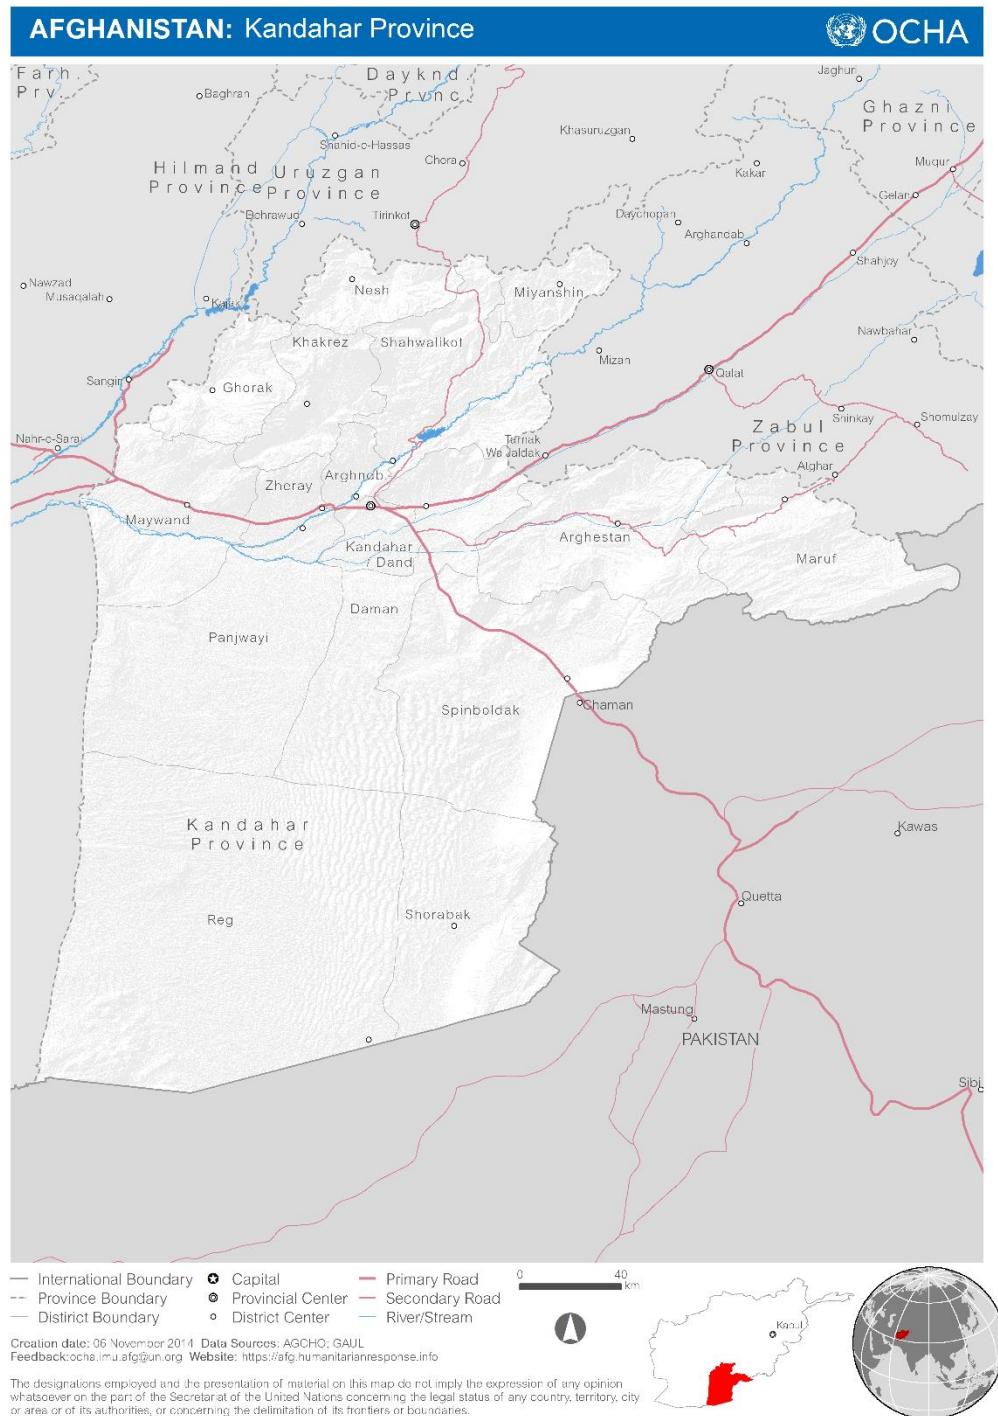 AFGHANISTAN: Kandahar Province
OCHA
Farh.
Prv.
Baghran
Dayknd.
Prvnc.
Jaghuri
Ghazni
Province
Khasuruzgan
Shahid-e-Hassas
Chora
Kakar
Muqur
Hilmand
Province
Uruzgan
Province
Gelan
Dehrawud
Tirinkot
Daychopan
Arghandab
Shahjoy
Nawzad
Musaqalah
Kajaki
Nesh
Miyanshin
Nawbahar
Khakrez
Shahwalikot
Mizan
Qalat
Sangin
Ghorak
Shinkay
Shomulzay
Zabul
Province
Nahr-e-Saraj
Tarnak
Wa Jaldak
Atghar
Arghndb.
Zheray
Maywand
Arghestan
Kandahar
Dand
Maruf
Daman
Panjwayi
Spinboldak
Chaman
Kandahar
Province
Kawas
Quetta
Reg
Shorabak
Mastung
PAKISTAN
Sibi
International Boundary
Province Boundary
District Boundary
Capital
Provincial Center
District Center
Primary Road
Secondary Road
River/Stream
0 40
km
Kabul
Creation date: 06 November 2014 Data Sources: AGCHO; GAUL
Feedback:ocha.imu.afg@un.org Website: https://afg.humanitarianresponse.info
The designations employed and the presentation of material on this map do not imply the expression of any opinion
whatsoever on the part of the Secretariat of the United Nations concerning the legal status of any country, territory, city
or area or of its authorities, or concerning the delimitation of its frontiers or boundaries.